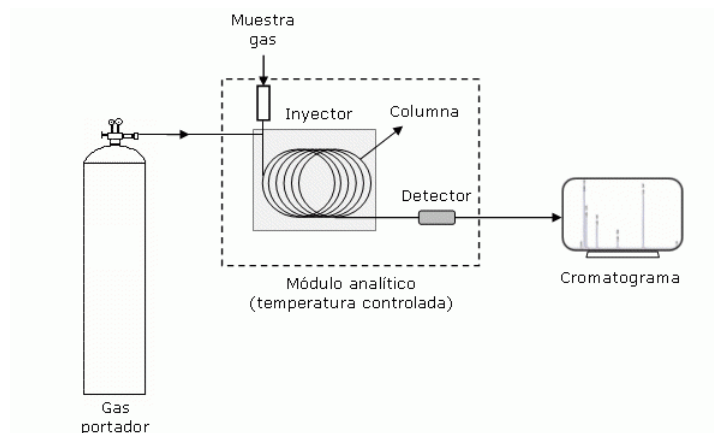 Muestra
gas
Inyector
Columna
Detector
Módulo analítico
(temperatura controlada)
Cromatograma
Gas
portador